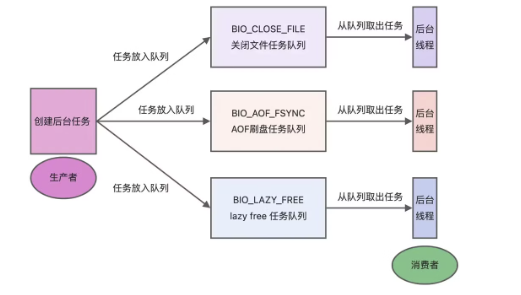 BIO_CLOSE_FILE
关闭文件任务队列
从队列取出任务
后台
线程
任务放入队列
创建后台任务
任务放入队列
BIO_AOF_FSYNC
AOF刷盘任务队列
从队列取出任务
后台
线程
生产者
任务放入队列
BIO_LAZY_FREE
lazy free 任务队列
从队列取出任务
后台
线程
消费者